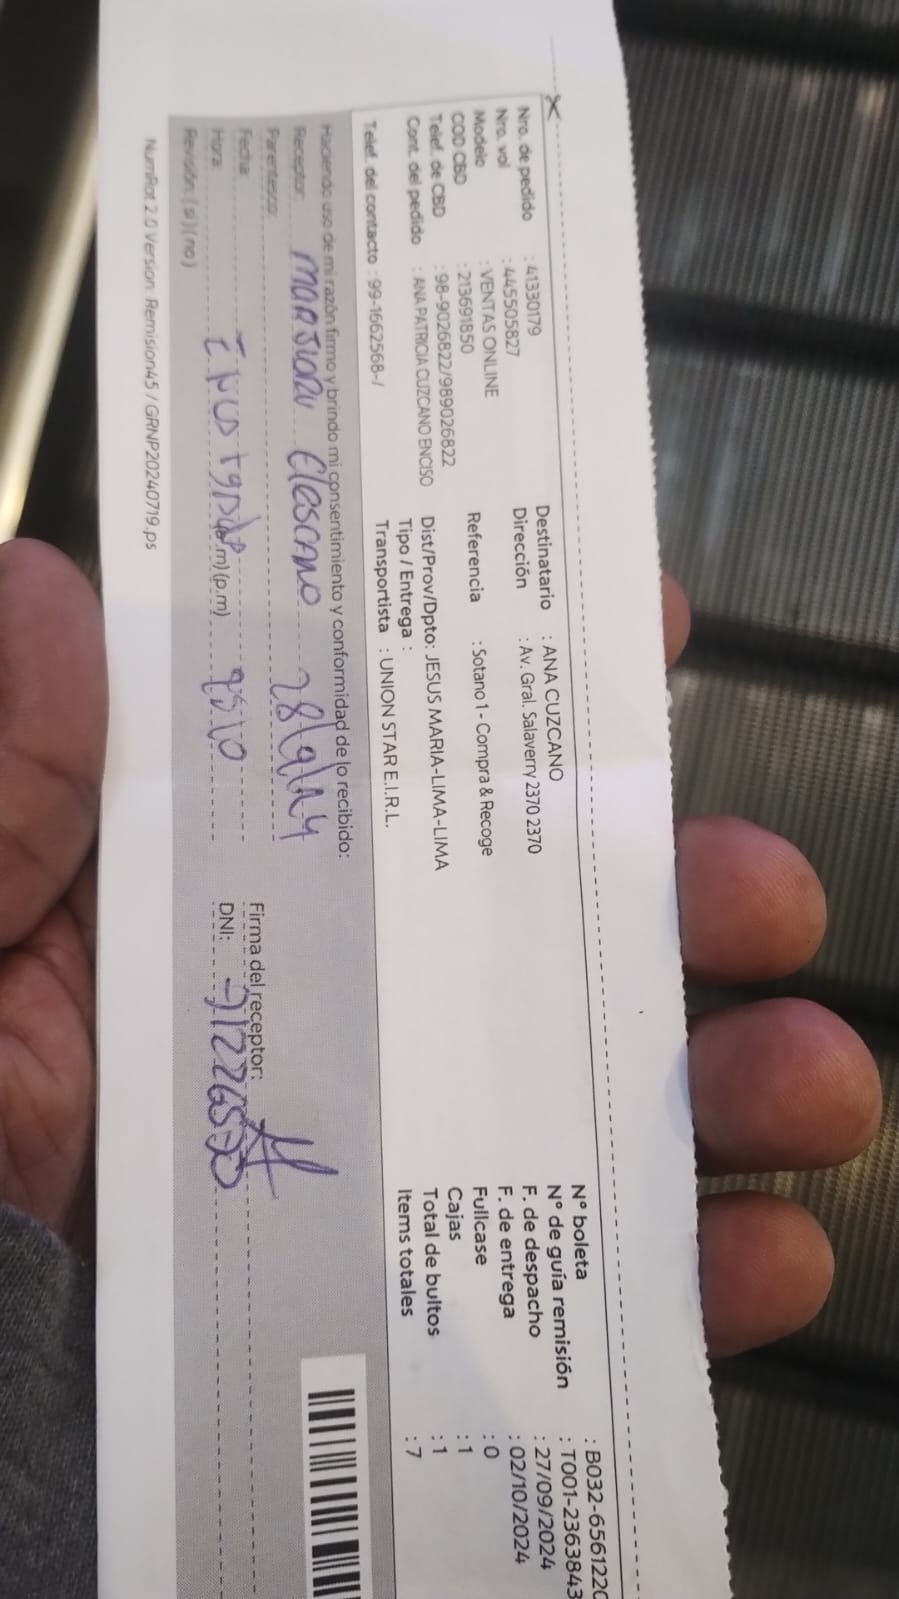 Nro. de pedido : 41330179
Nro. vol : 445505827
Modelo : VENTAS ONLINE
COD CBD : 213691850
Telef. de CBD : 98-9026822/989026822
Cont. del pedido : ANA PATRICIA CUZCANO ENCISO
Telef. del contacto : 99-1662568-/
Destinatario : ANA CUZCANO
Dirección : Av. Gral. Salaverry 2370 2370
Referencia : Sotano 1 - Compra & Recoge
Dist/Prov/Dpto: JESUS MARIA-LIMA-LIMA
Tipo / Entrega :
Transportista : UNION STAR E.I.R.L.
N° boleta : B032-6561220
N° de guía remisión : T001-2363843
F. de despacho : 27/09/2024
F. de entrega : 02/10/2024
Fullcase : 0
Cajas : 1
Total de bultos : 1
Items totales : 7
Haciendo uso de mi razón firmo y brindo mi consentimiento y conformidad de lo recibido:
Receptor: Elescano 28/9/24
Parentesco:
Fecha:
Hora: (a.m) (p.m)
Revisión: (si) (no)
Firma del receptor:
DNI:
NumRot 2.0 Version: Remision45 / GRNP20240719.ps